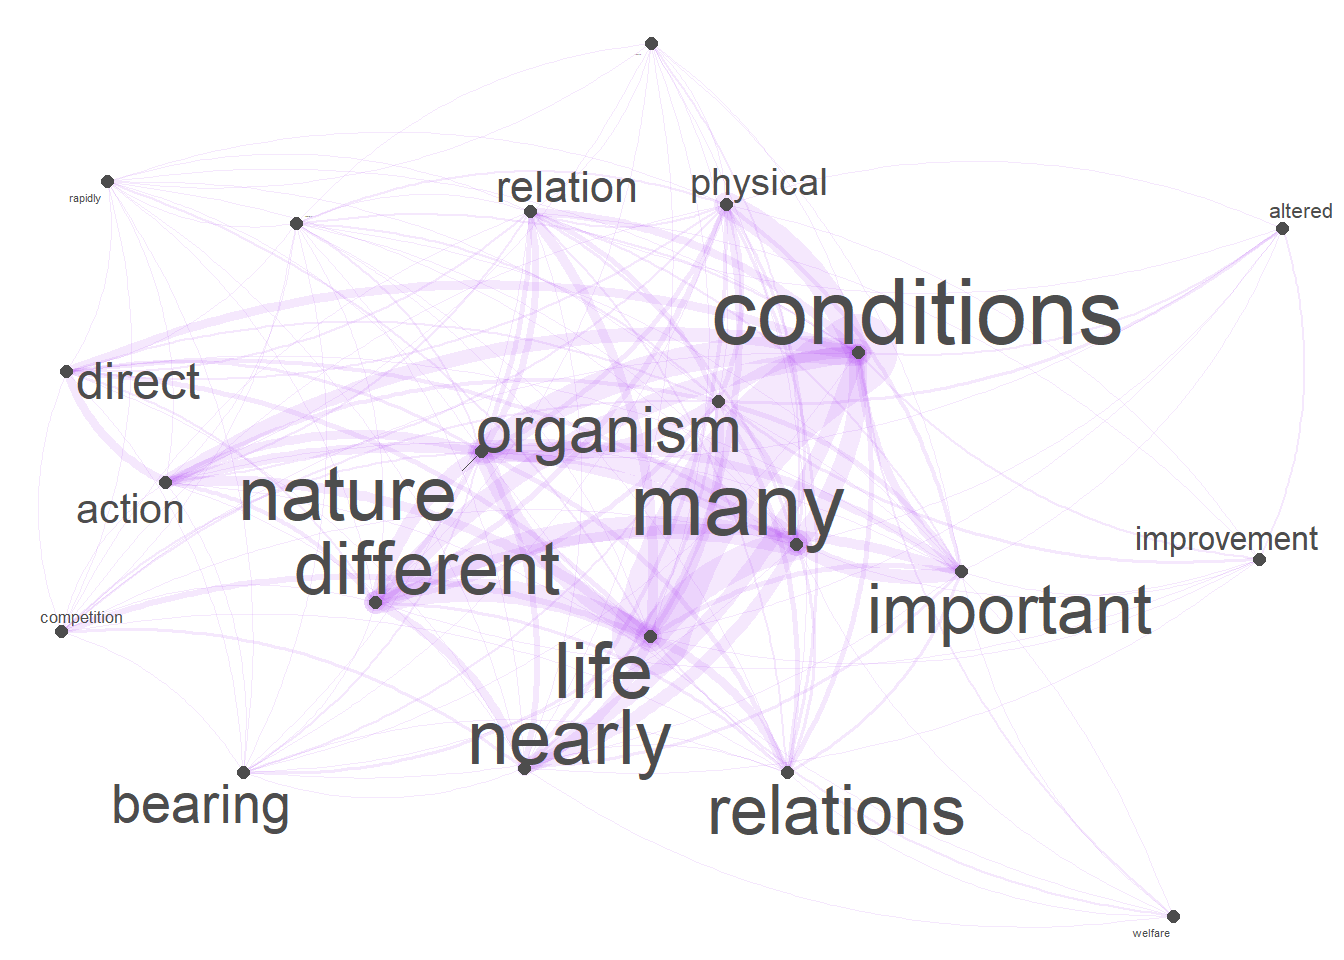 relation
physical
rapidly
altered
conditions
direct
organism
nature
many
action
different
improvement
important
competition
life
nearly
bearing
relations
welfare